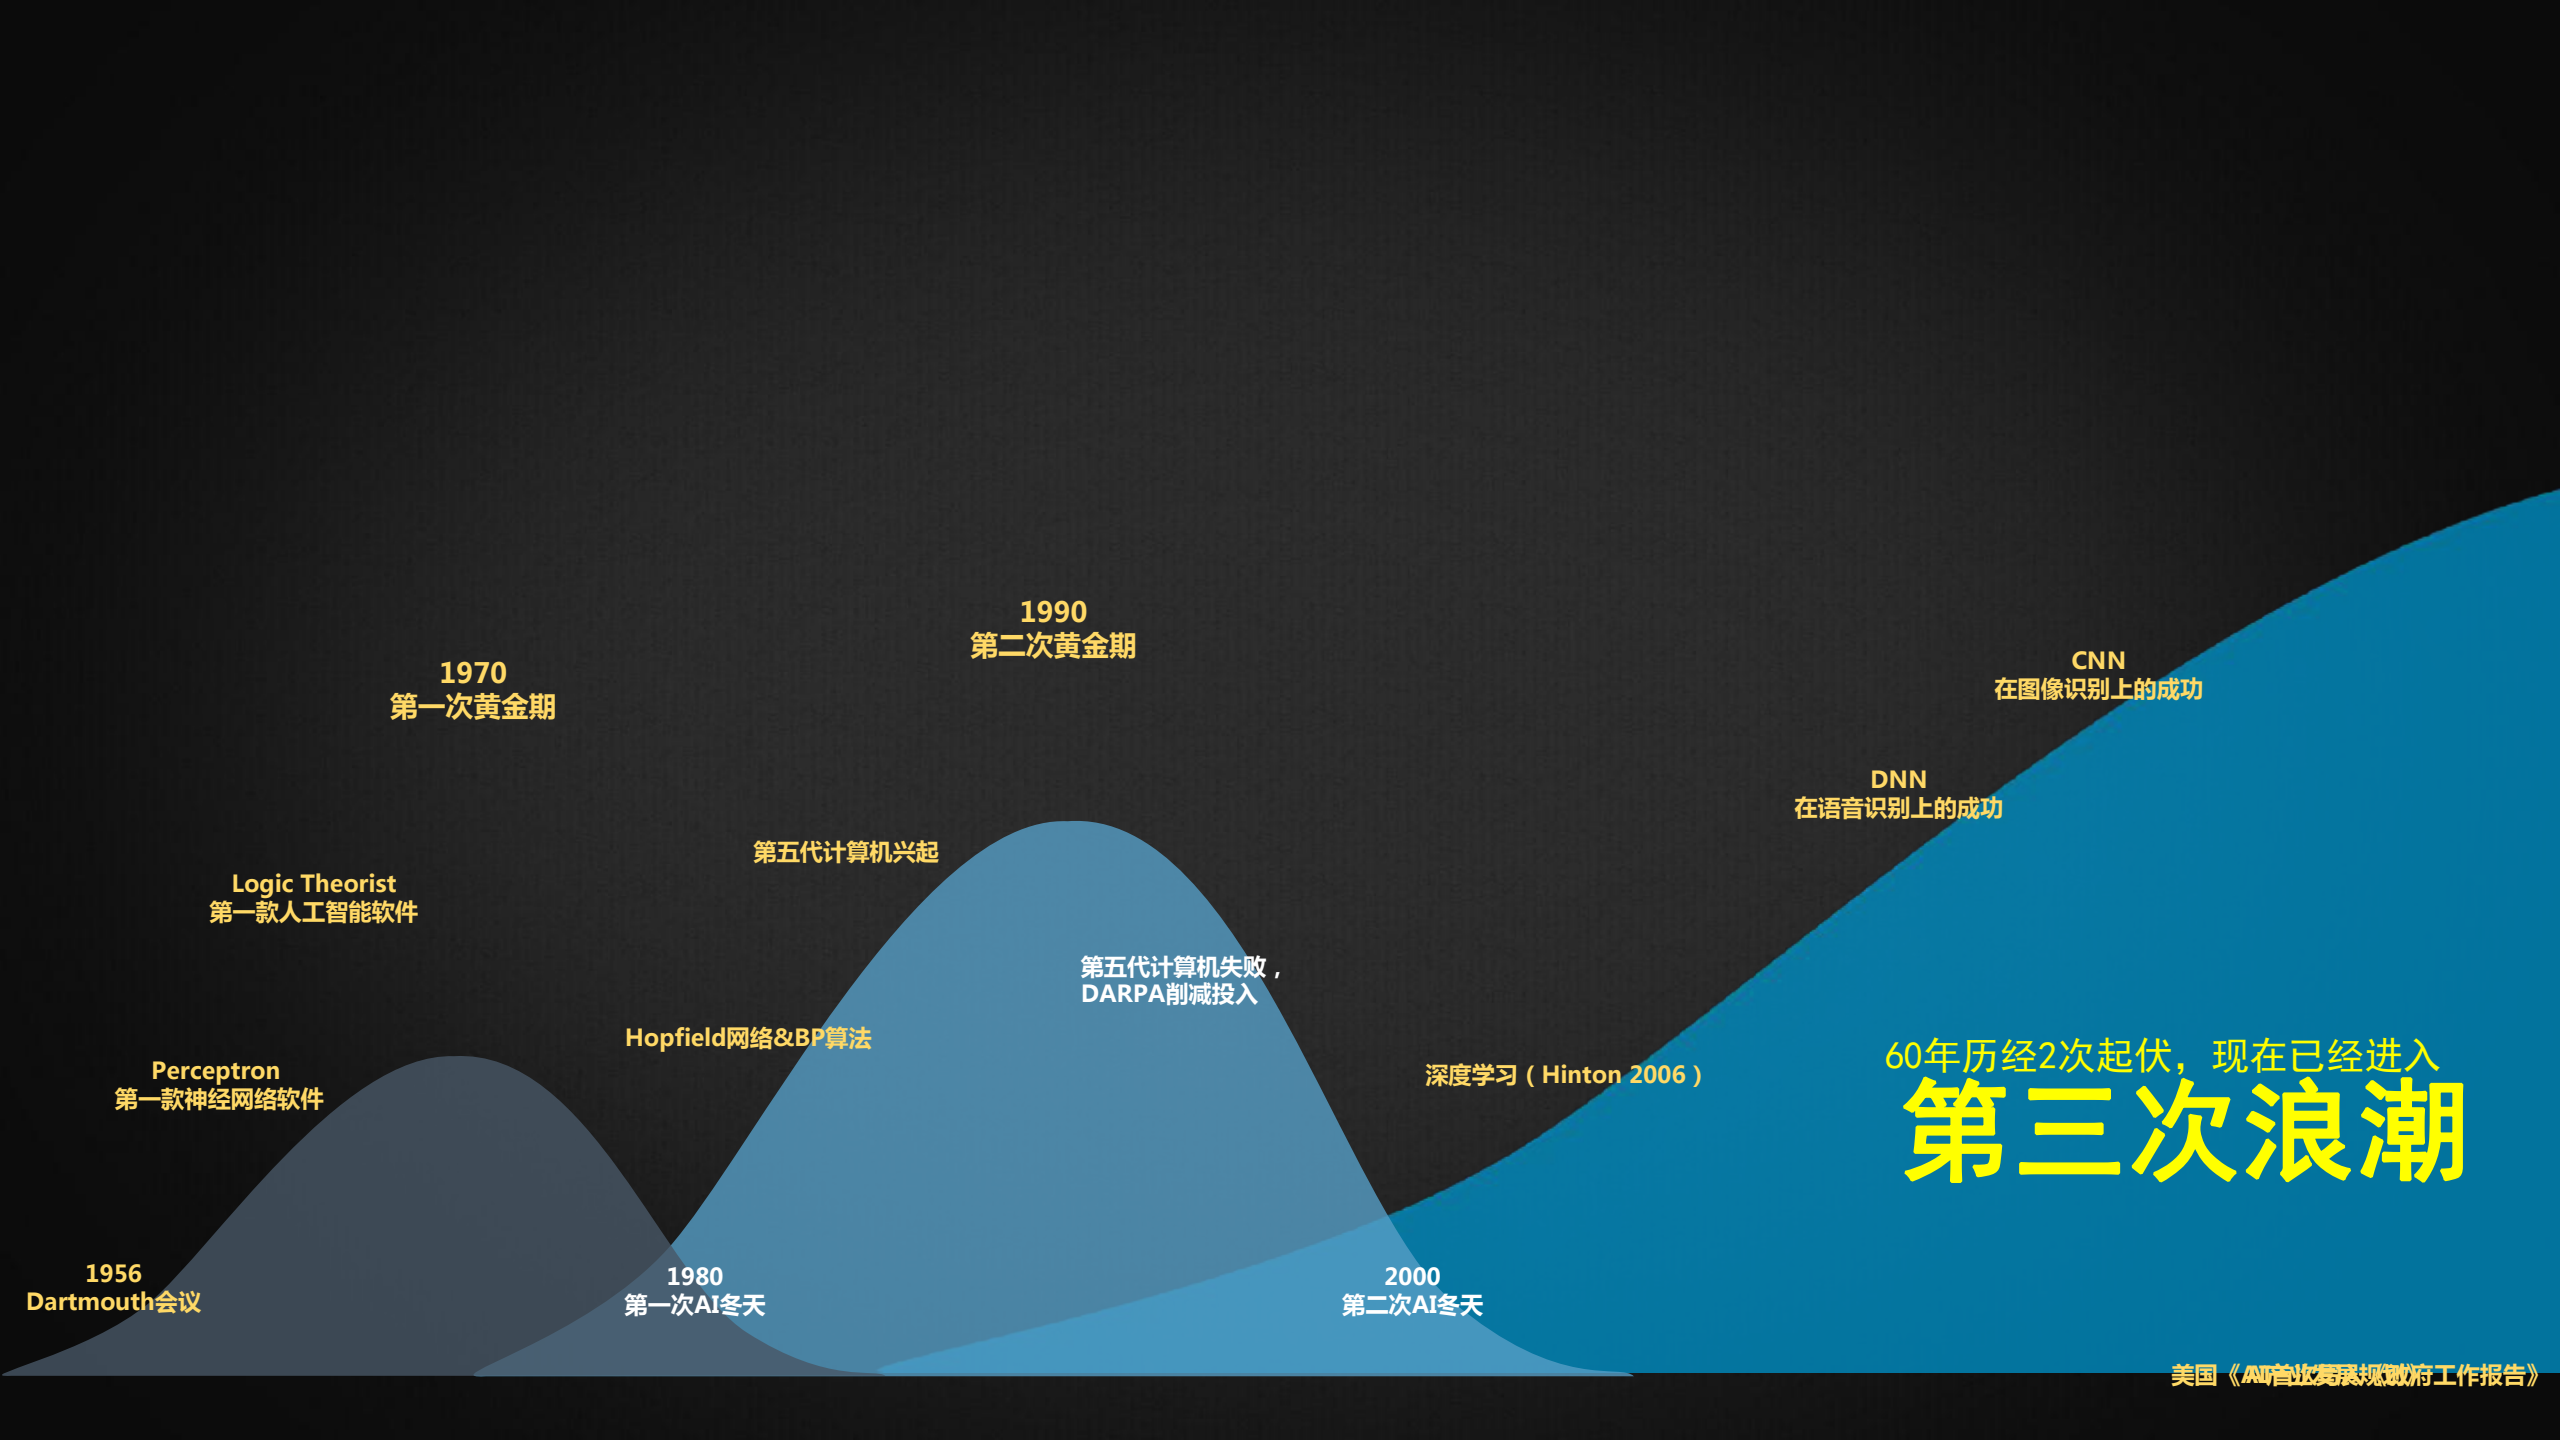 1990
第二次黄金期
1970
第一次黄金期
CNN
在图像识别上的成功
DNN
在语音识别上的成功
第五代计算机兴起
Logic Theorist
第一款人工智能软件
第五代计算机失败，
DARPA削减投入
Hopfield网络&BP算法
Perceptron
第一款神经网络软件
深度学习（Hinton 2006）
60年历经2次起伏，现在已经进入
第三次浪潮
1956
Dartmouth会议
1980
第一次AI冬天
2000
第二次AI冬天
美国《
府工作报告》